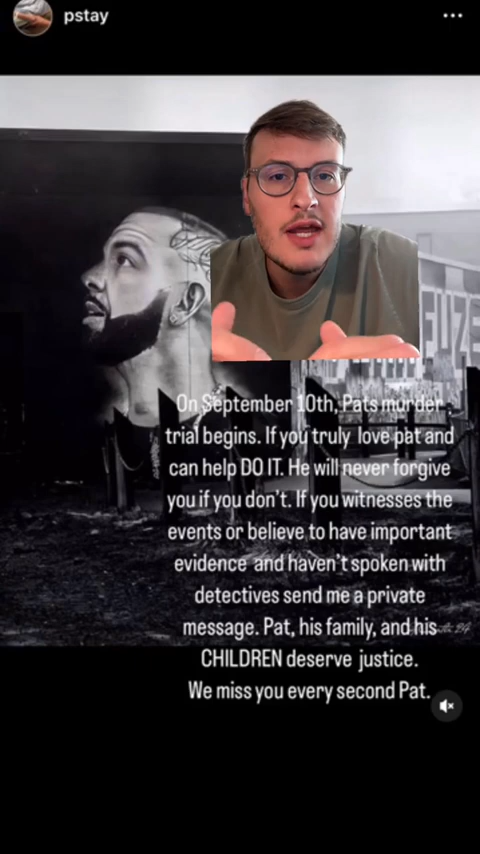 pstay
FUZE
On September 10th, Pats murder
trial begins. If you truly love pat and
can help DO IT. He will never forgive
you if you don't. If you witnesses the
events or believe to have important
evidence and haven't spoken with
detectives send me a private
message. Pat, his family, and his
CHILDREN deserve justice.
We miss you every second Pat.